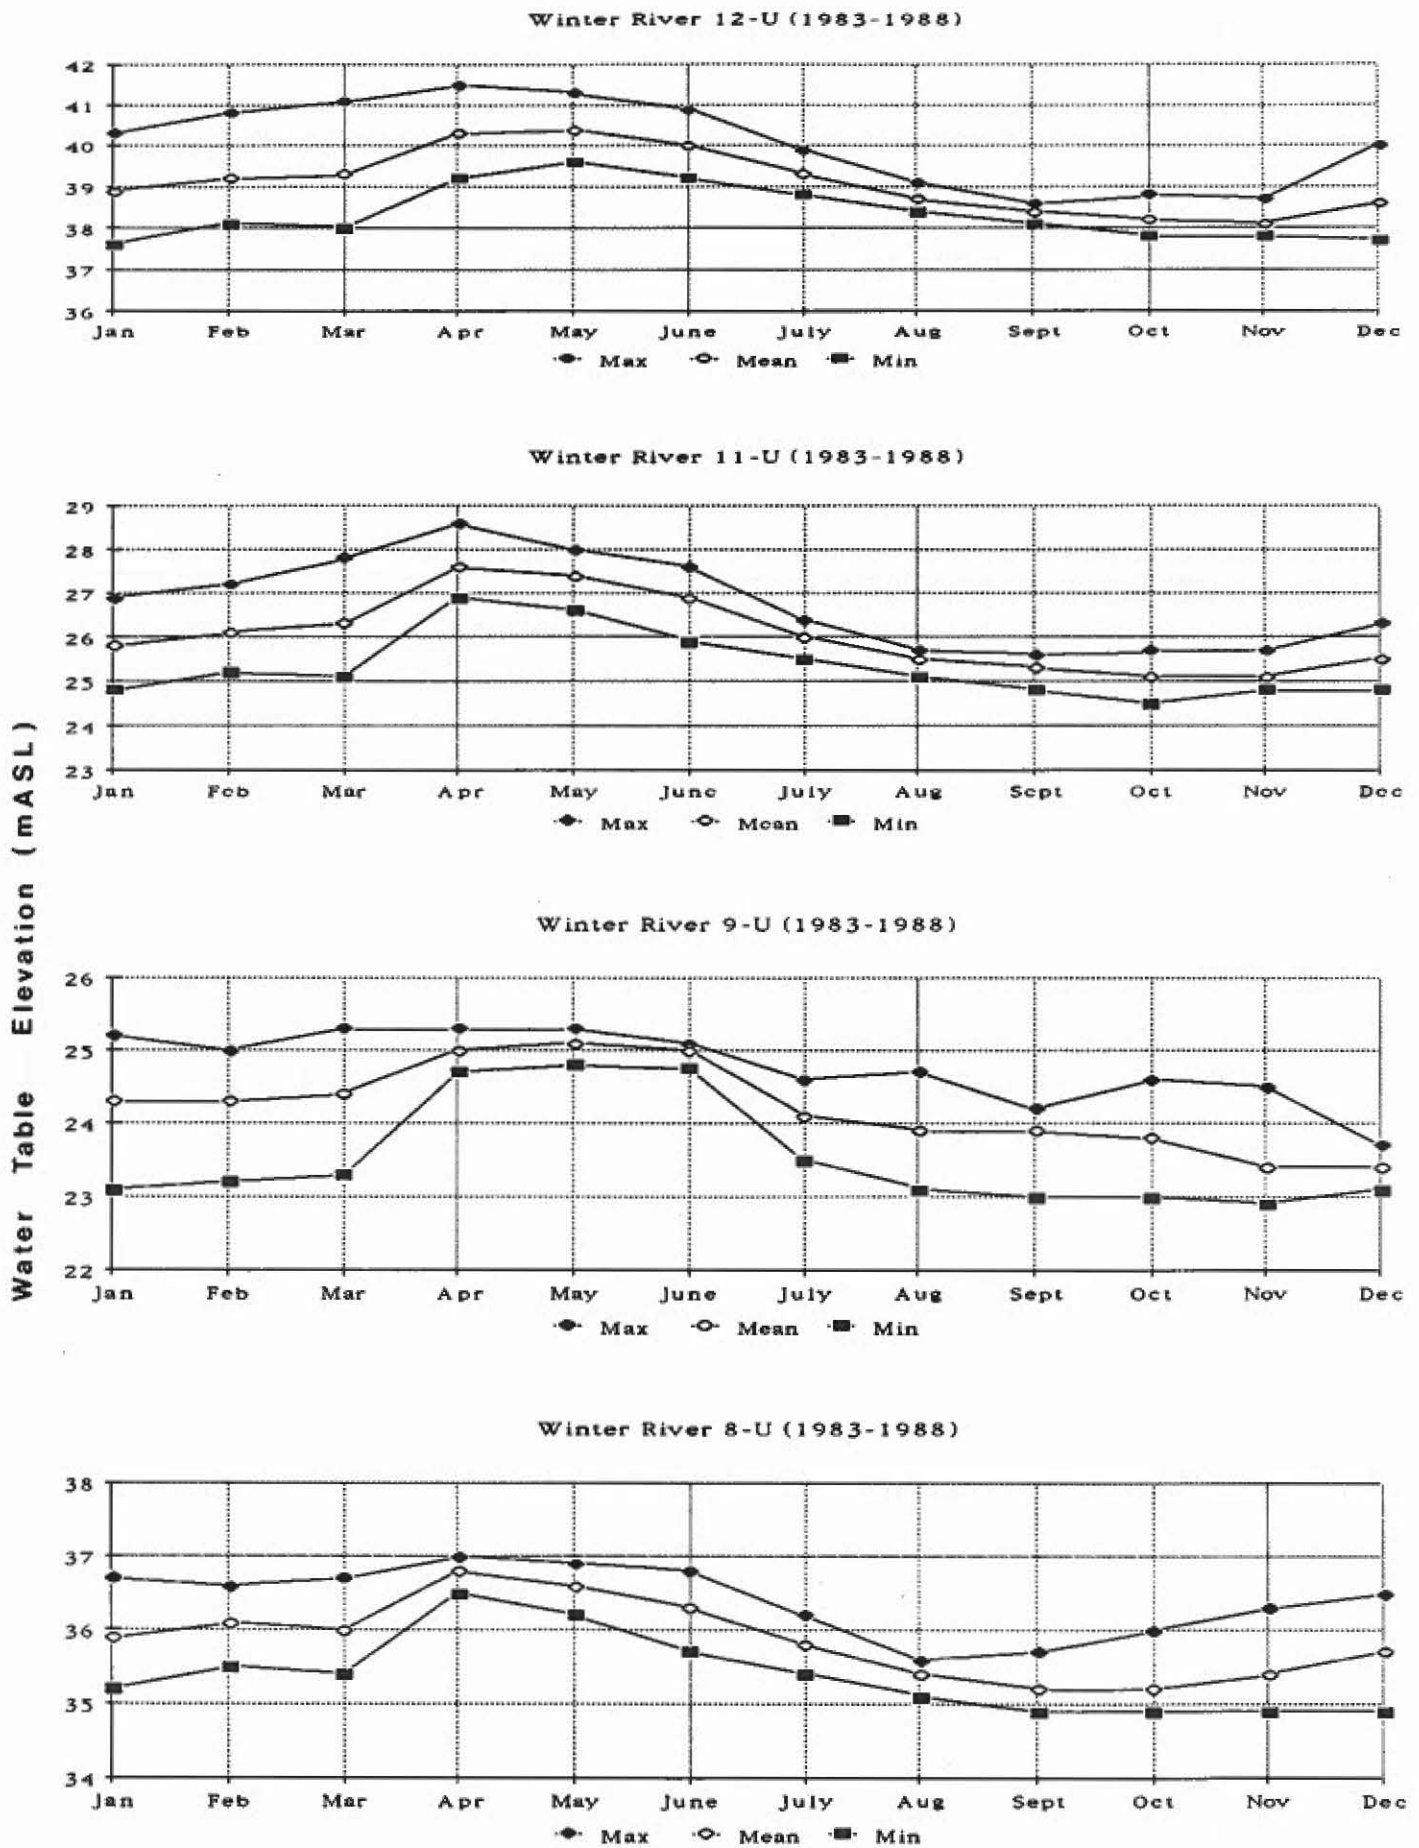 Winter River 12-U (1983-1988)
42
41
40
39
38
37
36
Jan Feb Mar Apr May June July Aug Sept Oct Nov Dec
Max Mean Min
Winter River 11-U (1983-1988)
29
28
27
26
25
24
23
Jan Feb Mar Apr May June July Aug Sept Oct Nov Dec
Max Mean Min
Water Table Elevation (mASL)
Winter River 9-U (1983-1988)
26
25
24
23
22
Jan Feb Mar Apr May June July Aug Sept Oct Nov Dec
Max Mean Min
Winter River 8-U (1983-1988)
38
37
36
35
34
Jan Feb Mar Apr May June July Aug Sept Oct Nov Dec
Max Mean Min